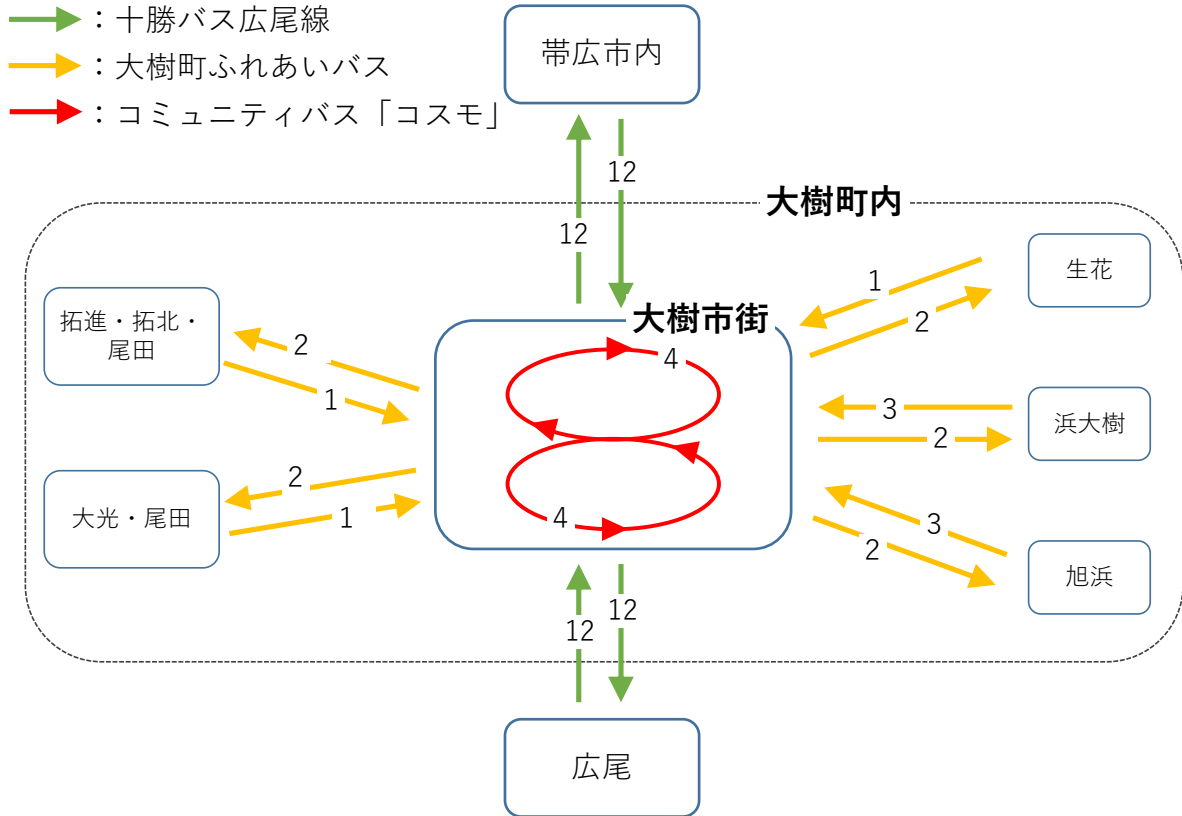 ：十勝バス広尾線
：大樹町ふれあいバス
：コミュニティバス「コスモ」
帯広市内
12
12
大樹町内
生花
1
2
拓進・拓北・
尾田
2
1
大樹市街
4
4
3
2
浜大樹
大光・尾田
2
1
3
2
旭浜
12
12
広尾